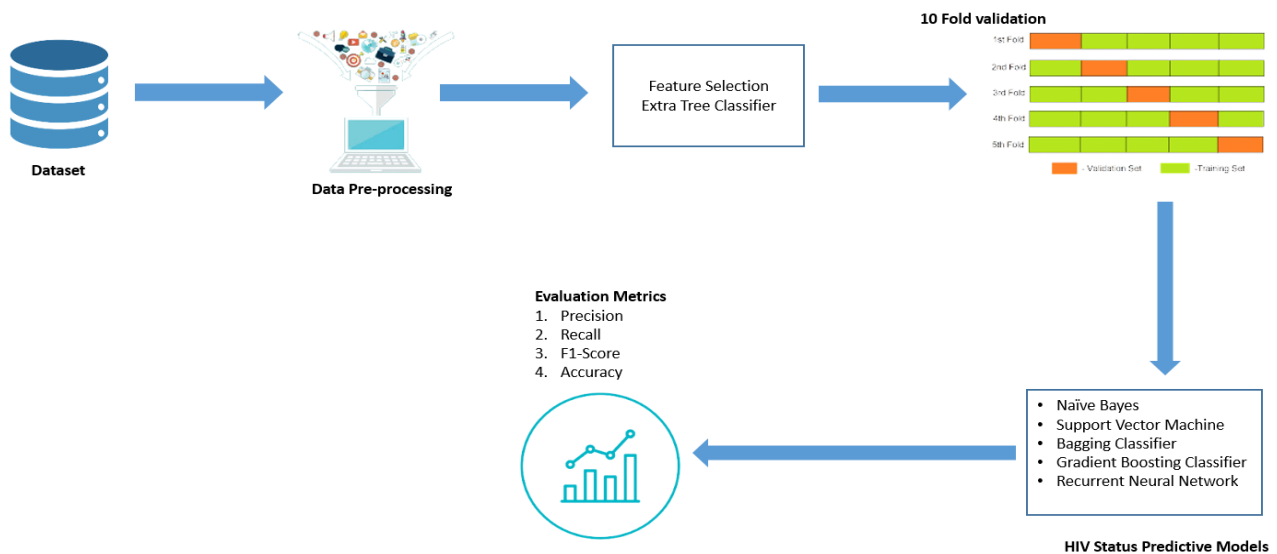 10 Fold validation
1st Fold
2nd Fold
3rd Fold
4th Fold
5th Fold
- Validation Set
-Training Set
Dataset
Data Pre-processing
Feature Selection
Extra Tree Classifier
Evaluation Metrics
1. Precision
2. Recall
3. F1-Score
4. Accuracy
• Naïve Bayes
• Support Vector Machine
• Bagging Classifier
• Gradient Boosting Classifier
• Recurrent Neural Network
HIV Status Predictive Models